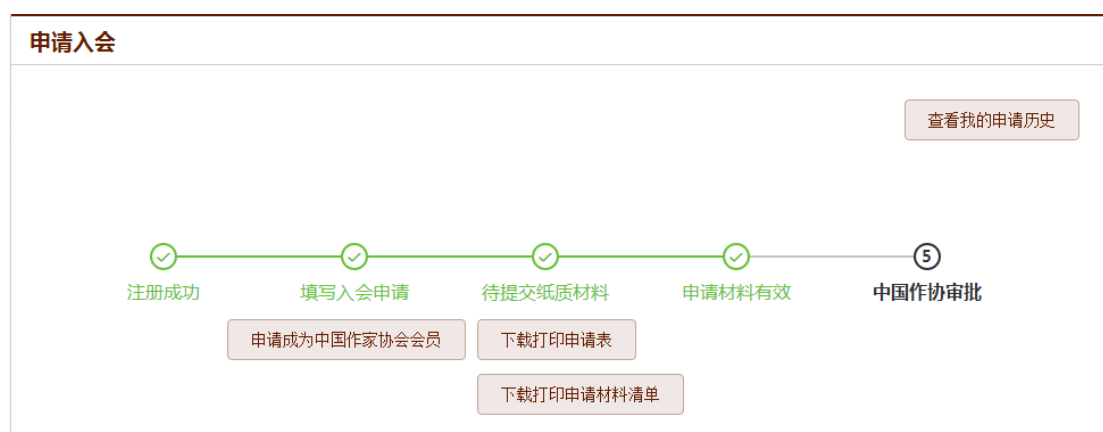 申请入会
查看我的申请历史
5
注册成功 填写入会申请 待提交纸质材料 申请材料有效 中国作协审批
申请成为中国作家协会会员 下载打印申请表
下载打印申请材料清单